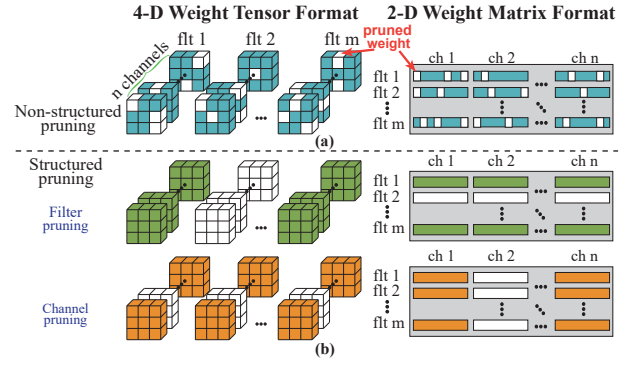 4-D Weight Tensor Format
2-D Weight Matrix Format
flt 1
flt 2
flt m
n channels
pruned
weight
ch 1
ch 2
ch n
flt 1
flt 2
flt m
Non-structured
pruning
(a)
Structured
pruning
ch 1
ch 2
ch n
flt 1
flt 2
flt m
Filter
pruning
ch 1
ch 2
ch n
flt 1
flt 2
flt m
Channel
pruning
(b)